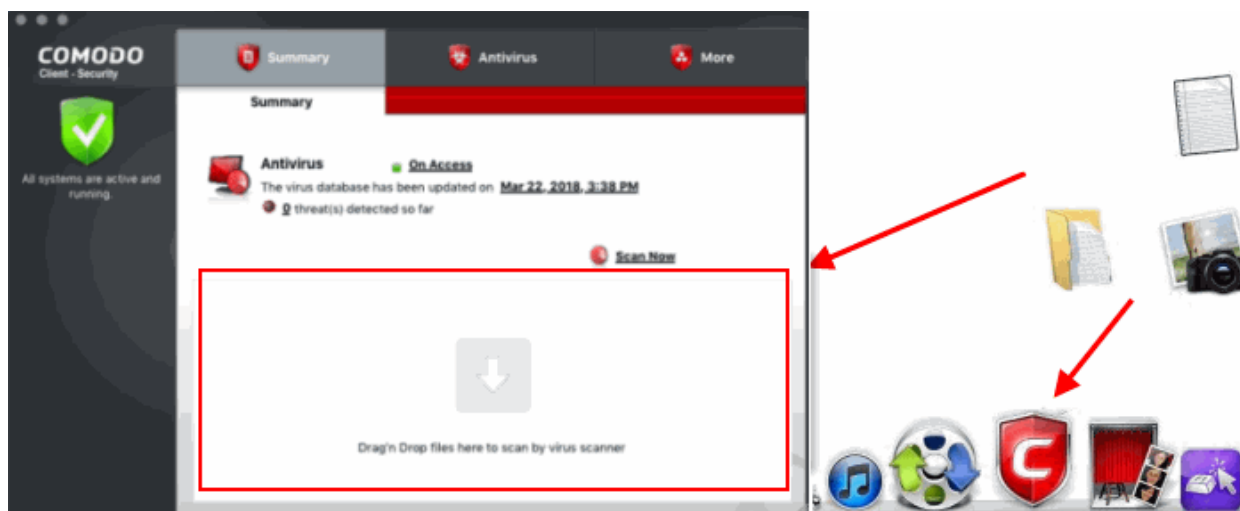 COMODO
Client - Security
All systems are active and
running.
Summary
Antivirus
More
Summary
Antivirus
On Access
The virus database has been updated on Mar 22, 2018, 3:38 PM
0 threat(s) detected so far
Scan Now
Drag'n Drop files here to scan by virus scanner
C